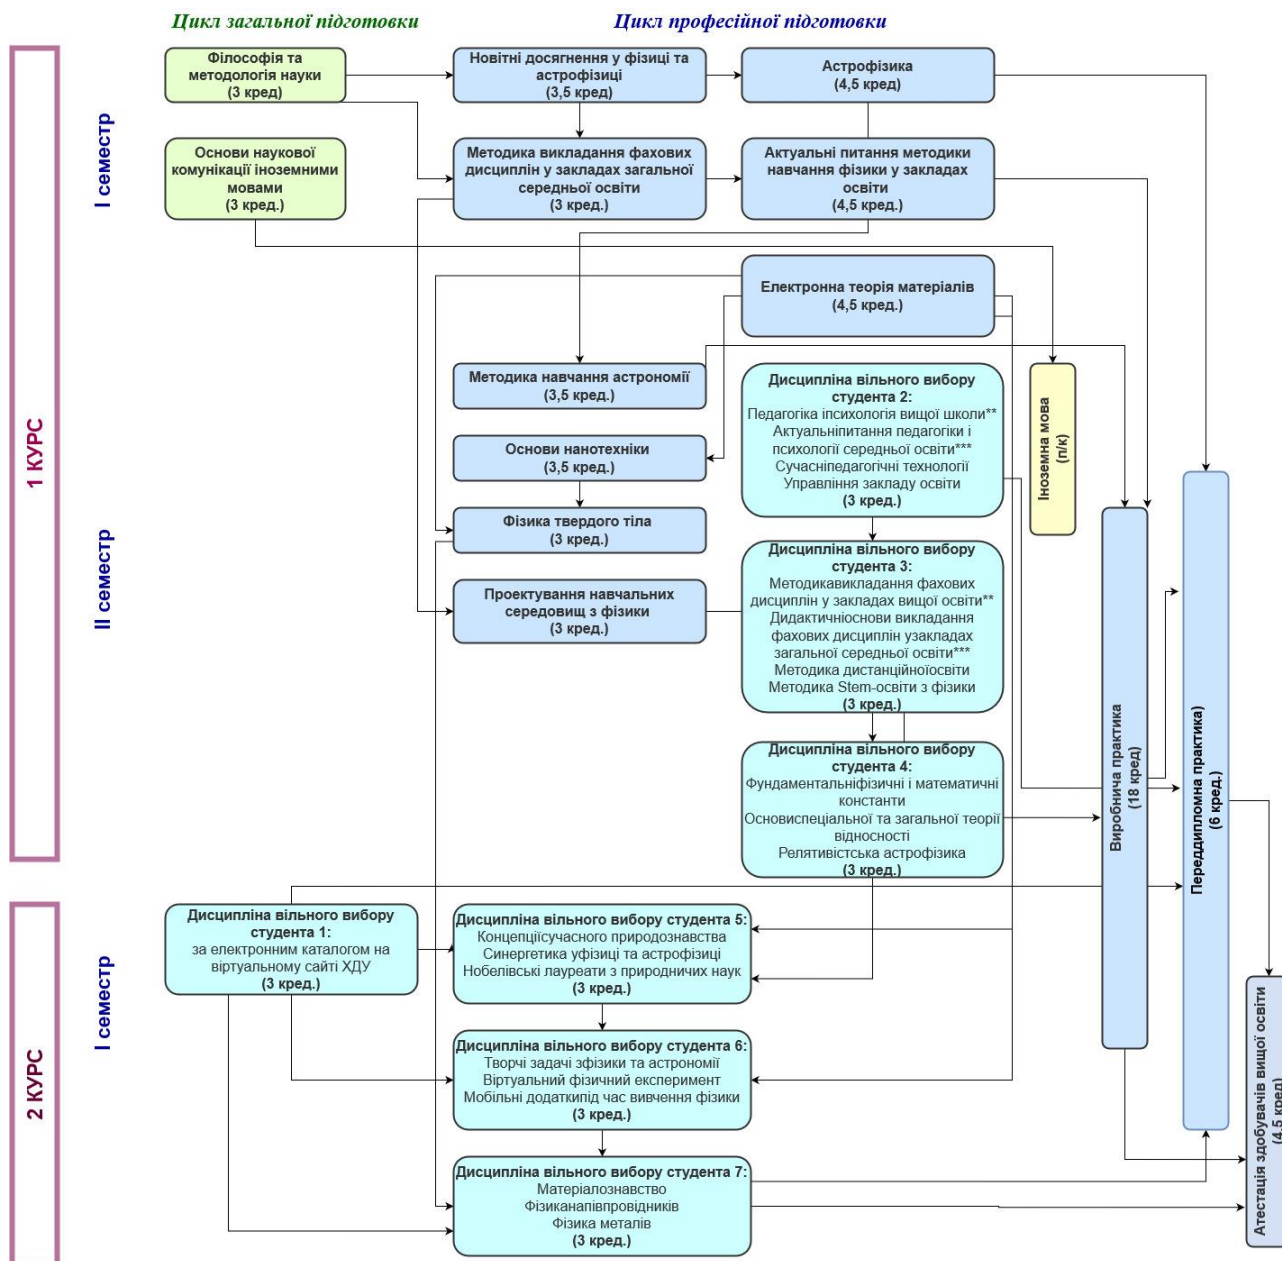 Цикл загальної підготовки
Цикл професійної підготовки
1 КУРС
I семестр
Філософія та
методологія науки
(3 кред)
Новітні досягнення у фізиці та
астрофізиці
(3,5 кред)
Астрофізика
(4,5 кред)
Основи наукової
комунікації іноземними
мовами
(3 кред.)
Методика викладання фахових
дисциплін у закладах загальної
середньої освіти
(3 кред.)
Актуальні питання методики
навчання фізики у закладах
освіти
(4,5 кред.)
Електронна теорія матеріалів
(4,5 кред.)
II семестр
Методика навчання астрономії
(3,5 кред.)
Основи нанотехніки
(3,5 кред.)
Фізика твердого тіла
(3 кред.)
Проектування навчальних
середовищ з фізики
(3 кред.)
Дисципліна вільного вибору
студента 2:
Педагогіка іпсихологія вищої школи**
Актуальніпитання педагогіки і
психології середньої освіти***
Сучасніпедагогічні технології
Управління закладу освіти
(3 кред.)
Дисципліна вільного вибору
студента 3:
Методикавикладання фахових
дисциплін у закладах вищої освіти**
Дидактичніоснови викладання
фахових дисциплін узакладах
загальної середньої освіти***
Методика дистанційноїосвіти
Методика Stem-освіти з фізики
(3 кред.)
Дисципліна вільного вибору
студента 4:
Фундаментальніфізичні і математичні
константи
Основиспеціальної та загальної теорії
відносності
Релятивістська астрофізика
(3 кред.)
Іноземна мова
(п/к)
Виробнича практика
(18 кред)
Переддипломна практика)
(6 кред.)
2 КУРС
I семестр
Дисципліна вільного вибору
студента 1:
за електронним каталогом на
віртуальному сайті ХДУ
(3 кред.)
Дисципліна вільного вибору студента 5:
Концепціїсучасного природознавства
Синергетика уфізиці та астрофізиці
Нобелівські лауреати з природничих наук
(3 кред.)
Дисципліна вільного вибору студента 6:
Творчі задачі зфізики та астрономії
Віртуальний фізичний експеримент
Мобільні додаткипід час вивчення фізики
(3 кред.)
Дисципліна вільного вибору студента 7:
Матеріалознавство
Фізиканапівпровідників
Фізика металів
(3 кред.)
Атестація здобувачів вищої освіти
(4,5 кред)